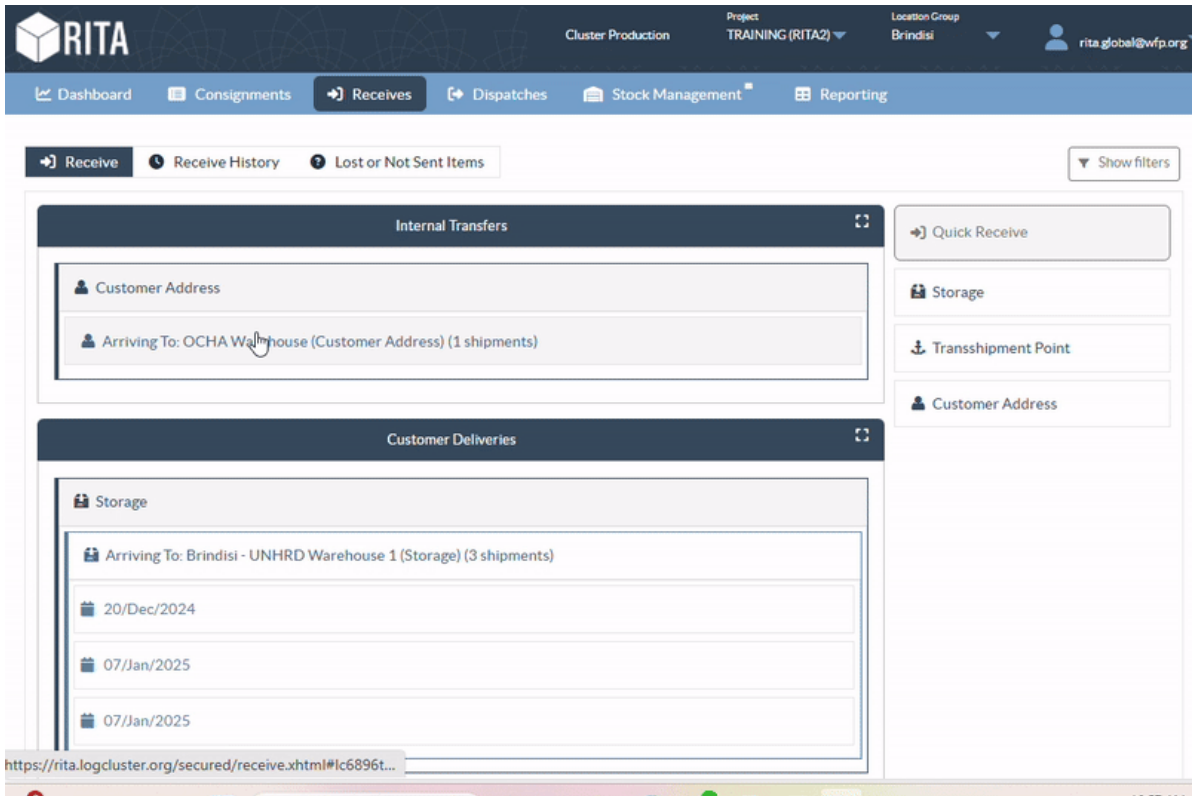 RITA
Cluster Production
Project
TRAINING (RITA2)
Location Group
Brindisi
rita.global@wfp.org
Dashboard
Consignments
Receives
Dispatches
Stock Management
Reporting
Receive
Receive History
Lost or Not Sent Items
Show filters
Internal Transfers
Customer Address
Arriving To: OCHA Warehouse (Customer Address) (1 shipments)
Quick Receive
Storage
Transshipment Point
Customer Address
Customer Deliveries
Storage
Arriving To: Brindisi - UNHRD Warehouse 1 (Storage) (3 shipments)
20/Dec/2024
07/Jan/2025
07/Jan/2025
https://rita.logcluster.org/secured/receive.xhtml#lc6896t...